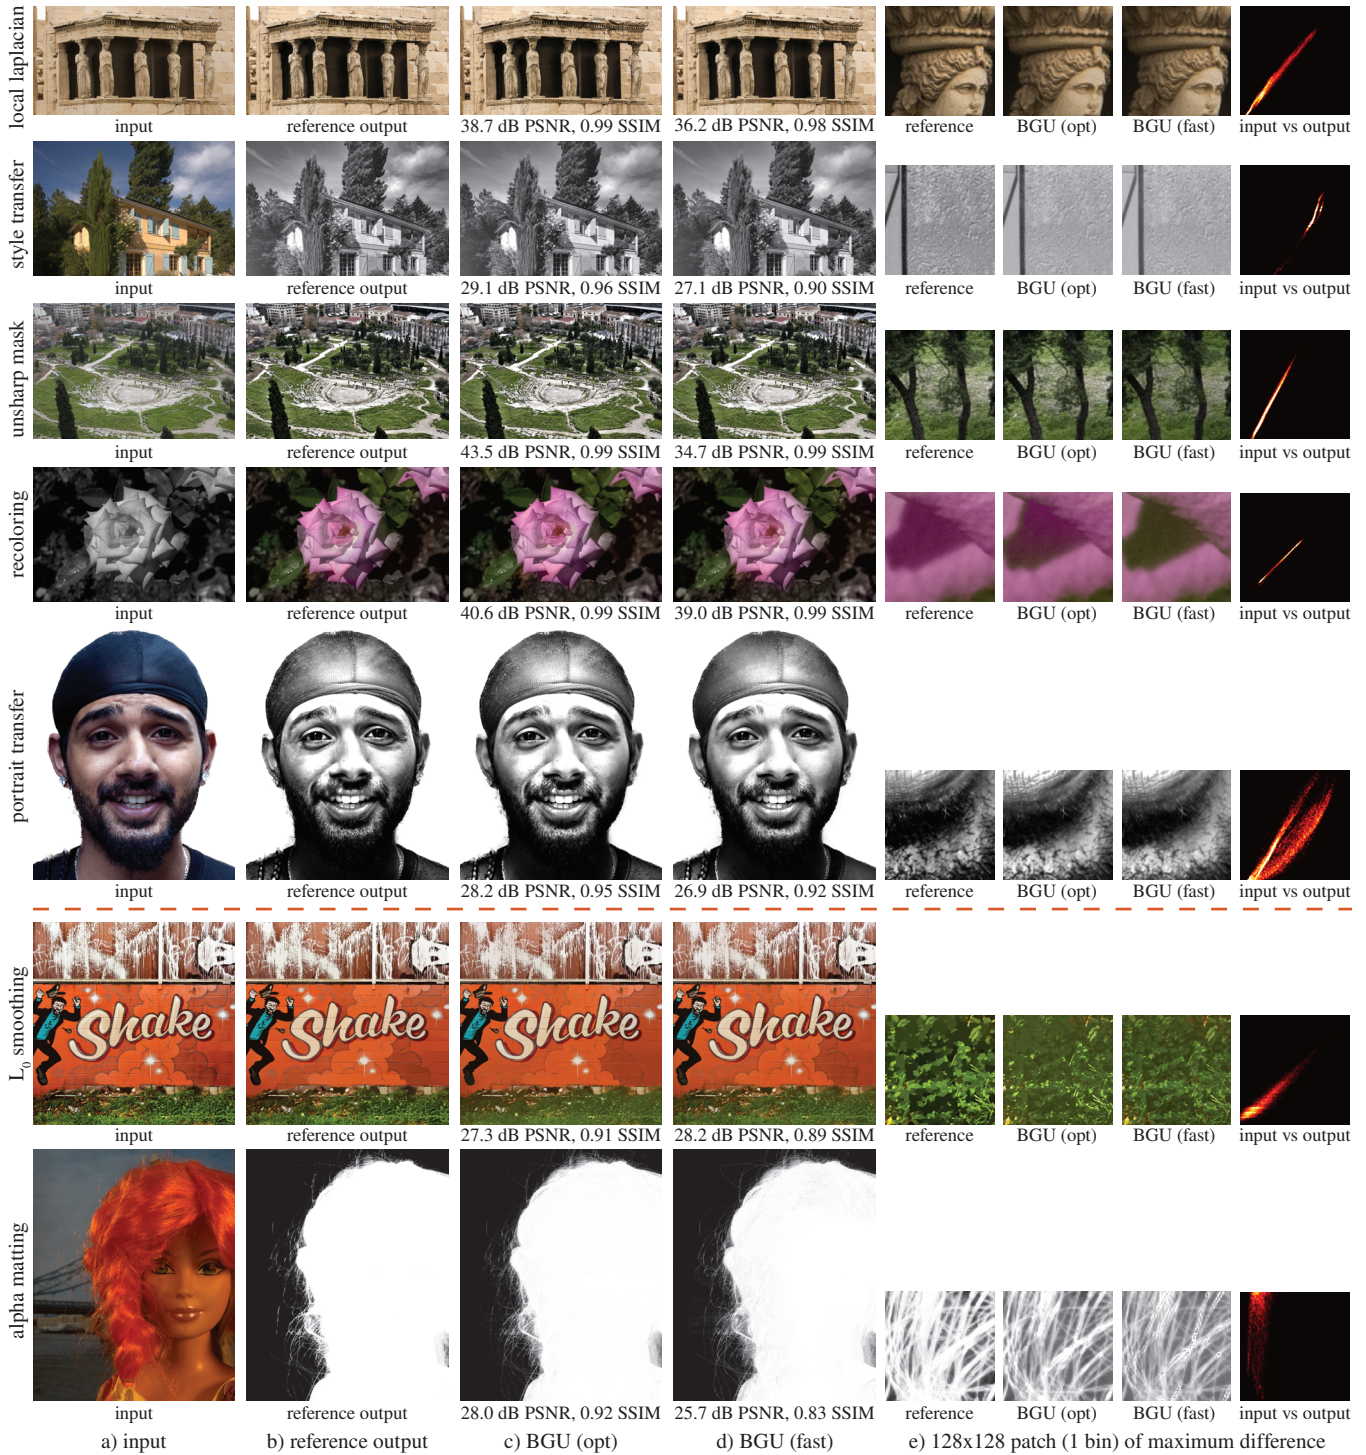 local laplacian
input
reference output
38.7 dB PSNR, 0.99 SSIM
36.2 dB PSNR, 0.98 SSIM
reference
BGU (opt)
BGU (fast)
input vs output
style transfer
input
reference output
29.1 dB PSNR, 0.96 SSIM
27.1 dB PSNR, 0.90 SSIM
reference
BGU (opt)
BGU (fast)
input vs output
unsharp mask
input
reference output
43.5 dB PSNR, 0.99 SSIM
34.7 dB PSNR, 0.99 SSIM
reference
BGU (opt)
BGU (fast)
input vs output
recoloring
input
reference output
40.6 dB PSNR, 0.99 SSIM
39.0 dB PSNR, 0.99 SSIM
reference
BGU (opt)
BGU (fast)
input vs output
portrait transfer
input
reference output
28.2 dB PSNR, 0.95 SSIM
26.9 dB PSNR, 0.92 SSIM
reference
BGU (opt)
BGU (fast)
input vs output
L₀ smoothing
Shake
Shake
Shake
Shake
input
reference output
27.3 dB PSNR, 0.91 SSIM
28.2 dB PSNR, 0.89 SSIM
reference
BGU (opt)
BGU (fast)
input vs output
alpha matting
input
reference output
28.0 dB PSNR, 0.92 SSIM
25.7 dB PSNR, 0.83 SSIM
reference
BGU (opt)
BGU (fast)
input vs output
a) input
b) reference output
c) BGU (opt)
d) BGU (fast)
e) 128x128 patch (1 bin) of maximum difference